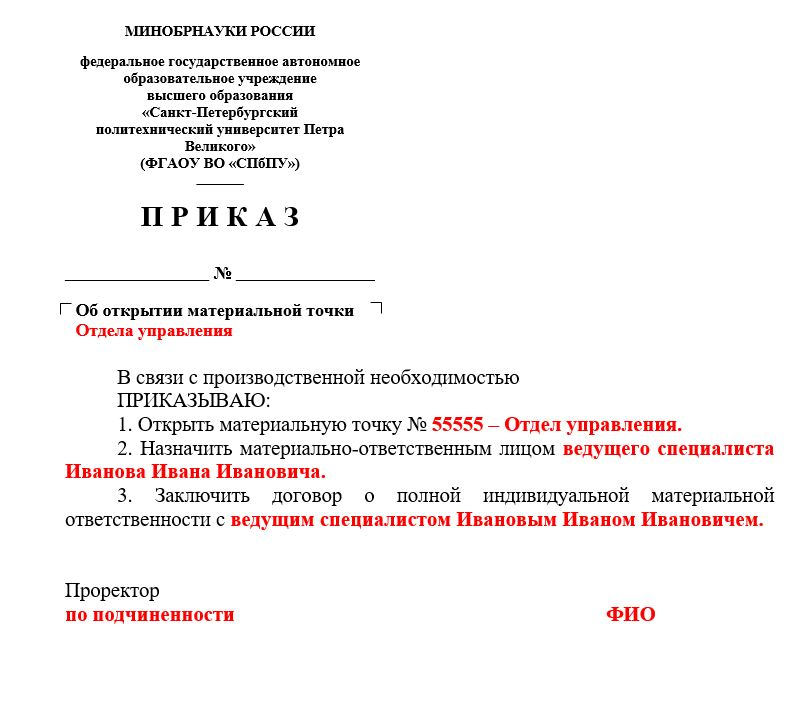 МИНОБРНАУКИ РОССИИ
федеральное государственное автономное
образовательное учреждение
высшего образования
«Санкт-Петербургский
политехнический университет Петра
Великого»
(ФГАОУ ВО «СПбПУ»)
П Р И К А З
_______________ № _______________
Об открытии материальной точки
Отдела управления
В связи с производственной необходимостью
ПРИКАЗЫВАЮ:
1. Открыть материальную точку № 55555 – Отдел управления.
2. Назначить материально-ответственным лицом ведущего специалиста
Иванова Ивана Ивановича.
3. Заключить договор о полной индивидуальной материальной
ответственности с ведущим специалистом Ивановым Иваном Ивановичем.
Проректор
по подчиненности ФИО